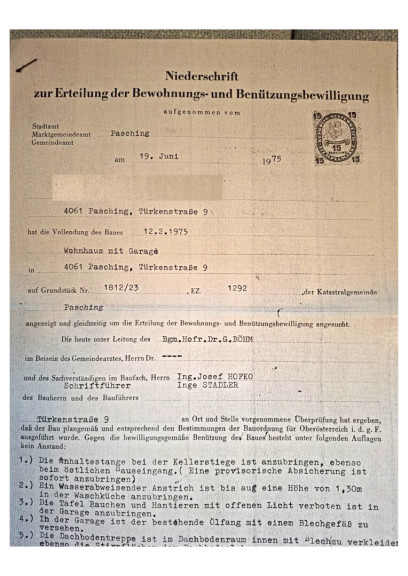 Niederschrift
zur Erteilung der Bewohnungs- und Benützungsbewilligung
aufgenommen vom
Stadtamt
Marktgemeindeamt Pasching
Gemeindeamt
am 19. Juni 1975
15 15
15
15 15
4061 Pasching, Türkenstraße 9
hat die Vollendung des Baues 12.2.1975
Wohnhaus mit Garage
in 4061 Pasching, Türkenstraße 9
auf Grundstück Nr. 1812/23 , EZ. 1292 , der Katastralgemeinde
Pasching
angezeigt und gleichzeitig um die Erteilung der Bewohnungs- und Benützungsbewilligung angesucht.
Die heute unter Leitung des Bgm.Hofr.Dr.G.BÖHM
im Beisein des Gemeindearztes, Herrn Dr. ----
und des Sachverständigen im Baufach, Herrn Ing.Josef HOFKO
Schriftführer Inge STADLER
des Bauherrn und des Bauführers
Türkenstraße 9 an Ort und Stelle vorgenommene Überprüfung hat ergeben,
daß der Bau plangemäß und entsprechend den Bestimmungen der Bauordnung für Oberösterreich i. d. g. F.
ausgeführt wurde. Gegen die bewilligungsgemäße Benützung des Baues besteht unter folgenden Auflagen
kein Anstand:
1.) Die Anhaltestange bei der Kellerstiege ist anzubringen, ebenso
beim östlichen Hauseingang.( Eine provisorische Absicherung ist
sofort anzubringen)
2.) Ein Wasserabweisender Anstrich ist bis auf eine Höhe von 1,30m
in der Waschküche anzubringen.
3.) Die Tafel Rauchen und Hantieren mit offenen Licht verboten ist in
der Garage anzubringen.
4.) In der Garage ist der bestehende Ölfang mit einem Blechgefäß zu
versehen.
5.) Die Dachbodentreppe ist im Dachbodenraum innen mit Blechzu verkleiden
ebenso die